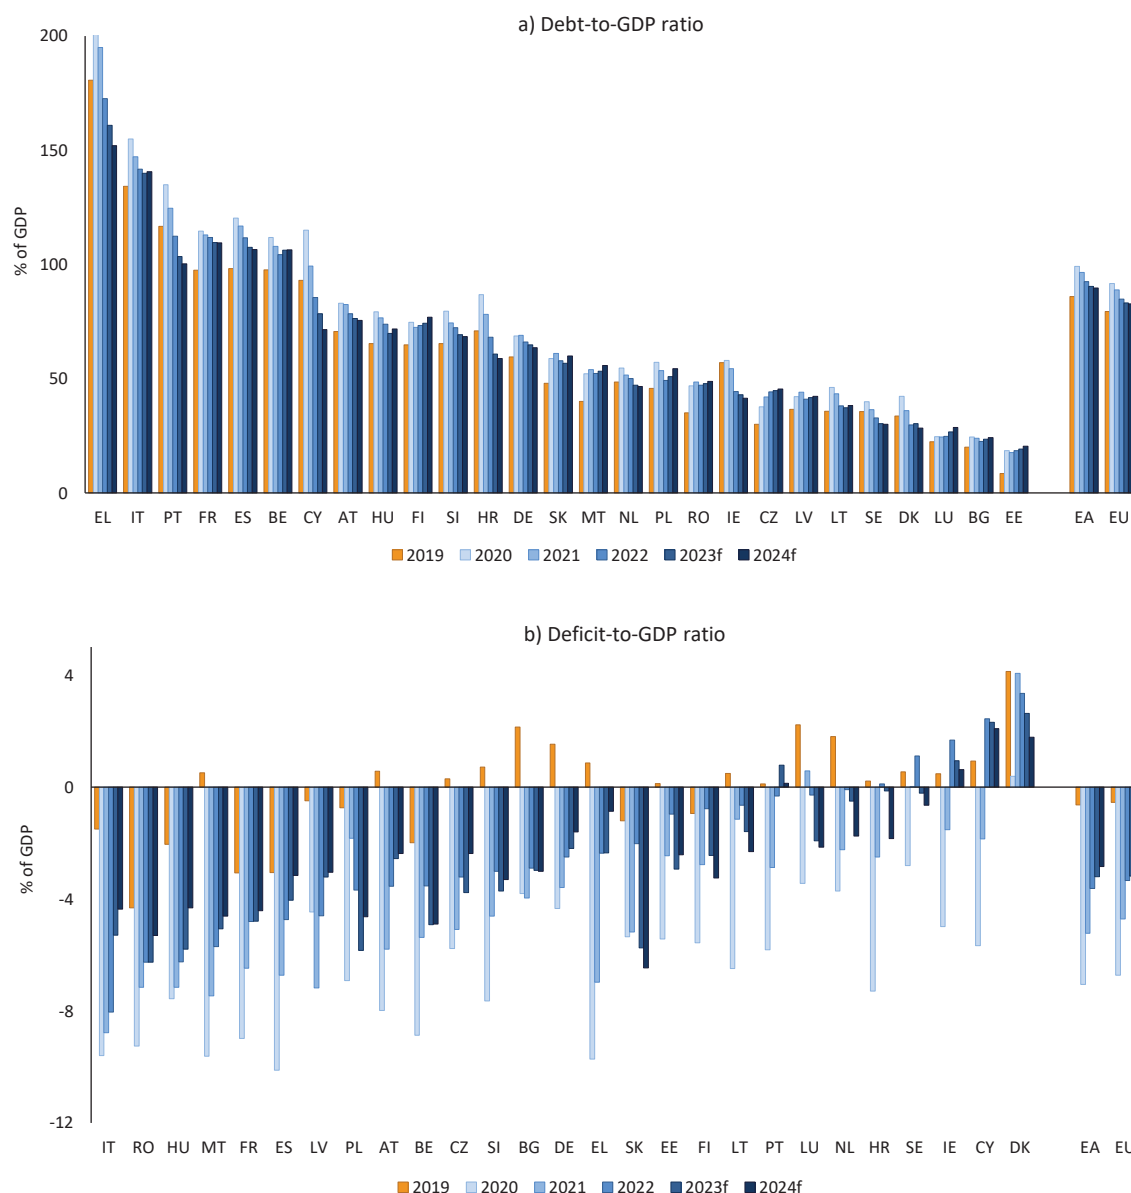 a) Debt-to-GDP ratio
200
150
100
50
0
% of GDP
EL IT PT FR ES BE CY AT HU FI SI HR DE SK MT NL PL RO IE CZ LV LT SE DK LU BG EE EA EU
2019 2020 2021 2022 2023f 2024f
b) Deficit-to-GDP ratio
4
0
-4
-8
-12
% of GDP
IT RO HU MT FR ES LV PL AT BE CZ SI BG DE EL SK EE FI LT PT LU NL HR SE IE CY DK EA EU
2019 2020 2021 2022 2023f 2024f